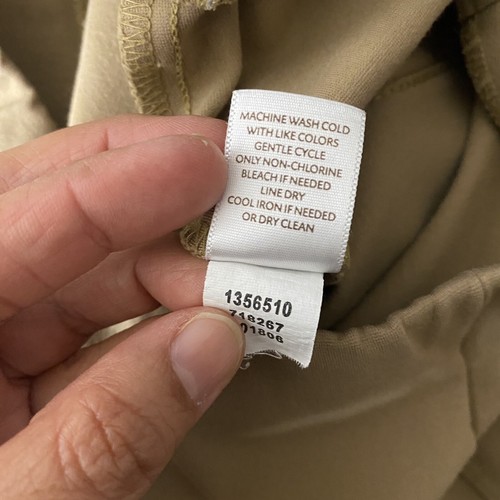 MACHINE WASH COLD
WITH LIKE COLORS
GENTLE CYCLE
ONLY NON-CHLORINE
BLEACH IF NEEDED
LINE DRY
COOL IRON IF NEEDED
OR DRY CLEAN
1356510
718267